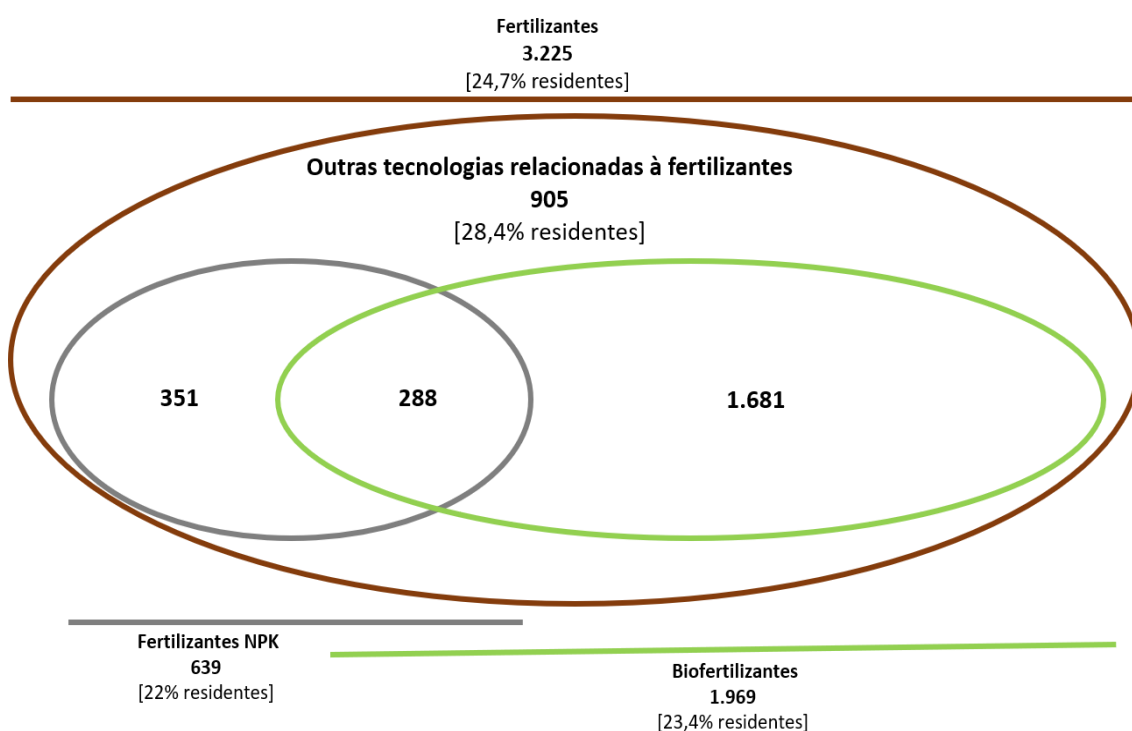 Fertilizantes
3.225
[24,7% residentes]
Outras tecnologias relacionadas à fertilizantes
905
[28,4% residentes]
351
288
1.681
Fertilizantes NPK
639
[22% residentes]
Biofertilizantes
1.969
[23,4% residentes]